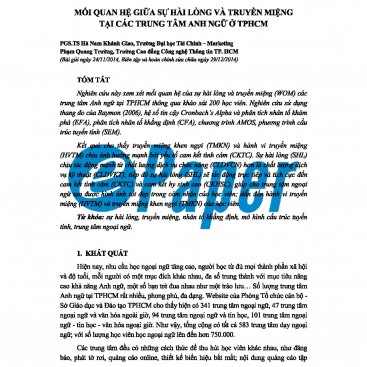 MỐI QUAN HỆ GIỮA SỰ HÀI LÒNG VÀ TRUYỀN MIỆNG
TẠI CÁC TRUNG TÂM ANH NGỮ Ở TPHCM
PGS.TS Hà Nam Khánh Giao, Trường Đại học Tài Chính – Marketing
Phạm Quang Trưởng, Trường Cao đẳng Công nghệ Thông tin TP. HCM
(Bài gửi ngày 24/11/2014, Biên tập và hoàn chỉnh sửa chữa ngày 29/12/2014)
TÓM TẮT
Nghiên cứu này xem xét mối quan hệ của sự hài lòng và truyền miệng (WOM) các
trung tâm Anh ngữ tại TPHCM thông qua khảo sát 200 học viên. Nghiên cứu sử dụng
thang đo của Rayman (2006), hệ số tin cậy Cronbach's Alpha và phân tích nhân tố khám
phá (EFA), phân tích nhân tố khẳng định (CFA), chương trình AMOS, phương trình cấu
trúc tuyến tính (SEM).
Kết quả cho thấy truyền miệng khen ngợi (TMKN) và hành vi truyền miệng
(HVTM) chịu ảnh hưởng mạnh bởi yếu tố cam kết tình cảm (CKTC). Sự hài lòng (SHL)
chịu tác động mạnh từ chất lượng dịch vụ chức năng (CLDVCN) hơn là chất lượng dịch
vụ kỹ thuật (CLDVKT), tiếp đó sự hài lòng (SHL) sẽ tác động trực tiếp và tích cực đến
cam kết tình cảm (CKTC) và cam kết hy sinh cao (CKHSC), giúp cho trung tâm ngoại
ngữ tạo được hình ảnh tốt đẹp trong cảm nhận của học viên; dẫn đến hành vi truyền
miệng (HVTM) và truyền miệng khen ngợi (TMKN) của học viên.
Từ khóa: sự hài lòng, truyền miệng, nhân tố khẳng định, mô hình cấu trúc tuyến
tính, trung tâm ngoại ngữ.
1. KHÁT QUÁT
Hiện nay, nhu cầu học ngoại ngữ tăng cao, người học từ đủ mọi thành phần xã hội
và độ tuổi, mỗi người có một mục đích khác nhau, đa số trung thành với mục tiêu nâng
cao khả năng Anh ngữ, một số bạn trẻ đua nhau như một trào lưu... Số lượng trung tâm
Anh ngữ tại TPHCM rất nhiều, phong phú, đa dạng. Website của Phòng Tổ chức cán bộ -
Sở Giáo dục và Đào tạo TPHCM cho thấy hiện có 341 trung tâm dạy ngoại ngữ, 47 trung
tâm ngoại ngữ và văn hóa ngoài giờ, 94 trung tâm ngoại ngữ và tin học, 101 trung tâm ngoại
ngữ - tin học - văn hóa ngoài giờ. Như vậy, tổng cộng có tất cả 583 trung tâm dạy ngoại
ngữ; với số lượng học viên học ngoại ngữ lên đến hơn 750.000.
Các trung tâm đều có những cách thức để thu hút học viên khác nhau, như đăng
báo, phát tờ rơi, quảng cáo online, thiết kế biển hiệu bắt mắt; nội dung quảng cáo tập
@Paper